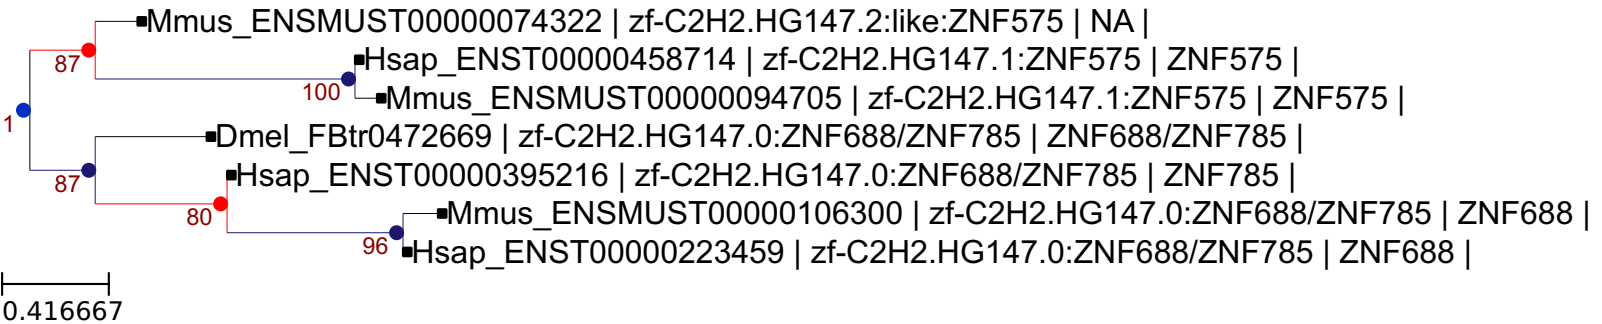 Mmus_ENSMUST00000074322 | zf-C2H2.HG147.2:like:ZNF575 | NA |
87
Hsap_ENST00000458714 | zf-C2H2.HG147.1:ZNF575 | ZNF575 |
100
Mmus_ENSMUST00000094705 | zf-C2H2.HG147.1:ZNF575 | ZNF575 |
1
Dmel_FBtr0472669 | zf-C2H2.HG147.0:ZNF688/ZNF785 | ZNF688/ZNF785 |
87
Hsap_ENST00000395216 | zf-C2H2.HG147.0:ZNF688/ZNF785 | ZNF785 |
80
Mmus_ENSMUST00000106300 | zf-C2H2.HG147.0:ZNF688/ZNF785 | ZNF688 |
96
Hsap_ENST00000223459 | zf-C2H2.HG147.0:ZNF688/ZNF785 | ZNF688 |
0.416667